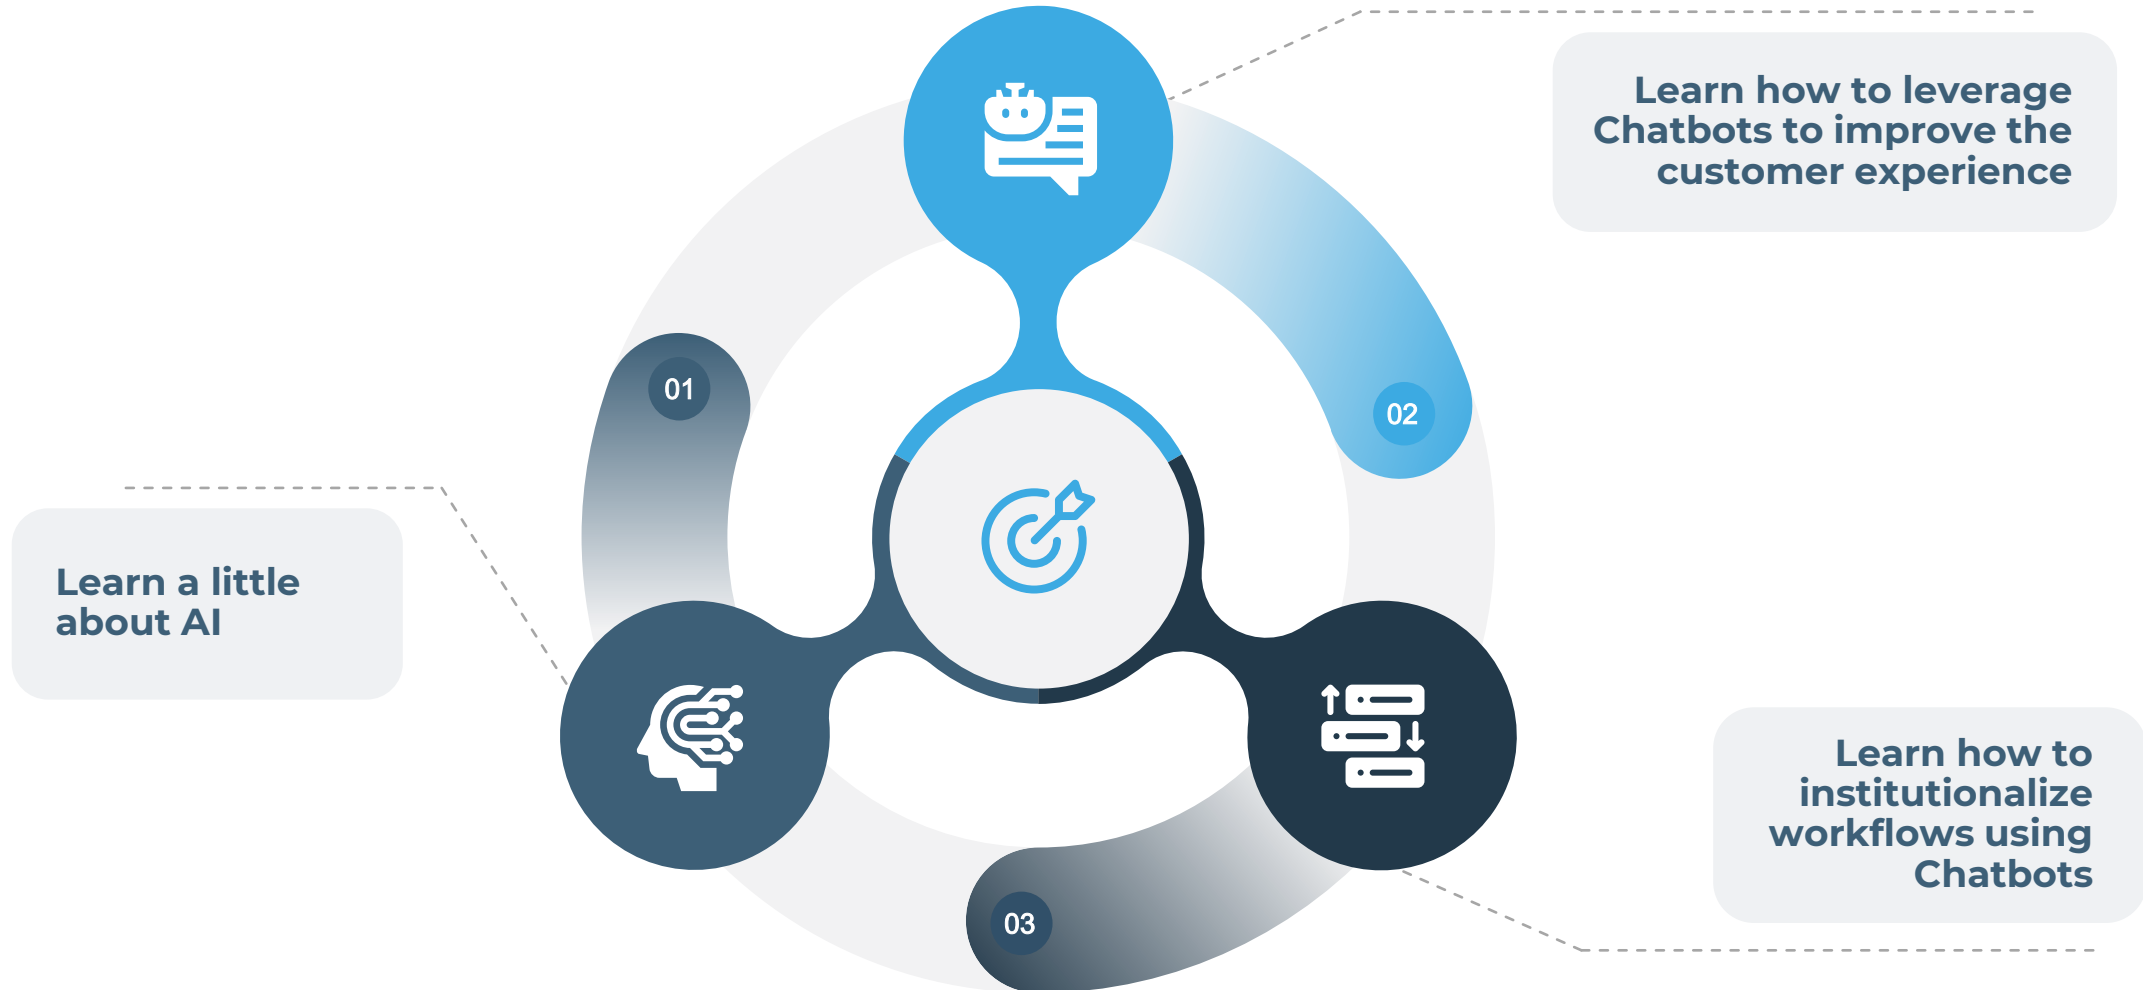 Learn how to leverage
Chatbots to improve the
customer experience
01
02
Learn a little
about AI
Learn how to
institutionalize
workflows using
Chatbots
03